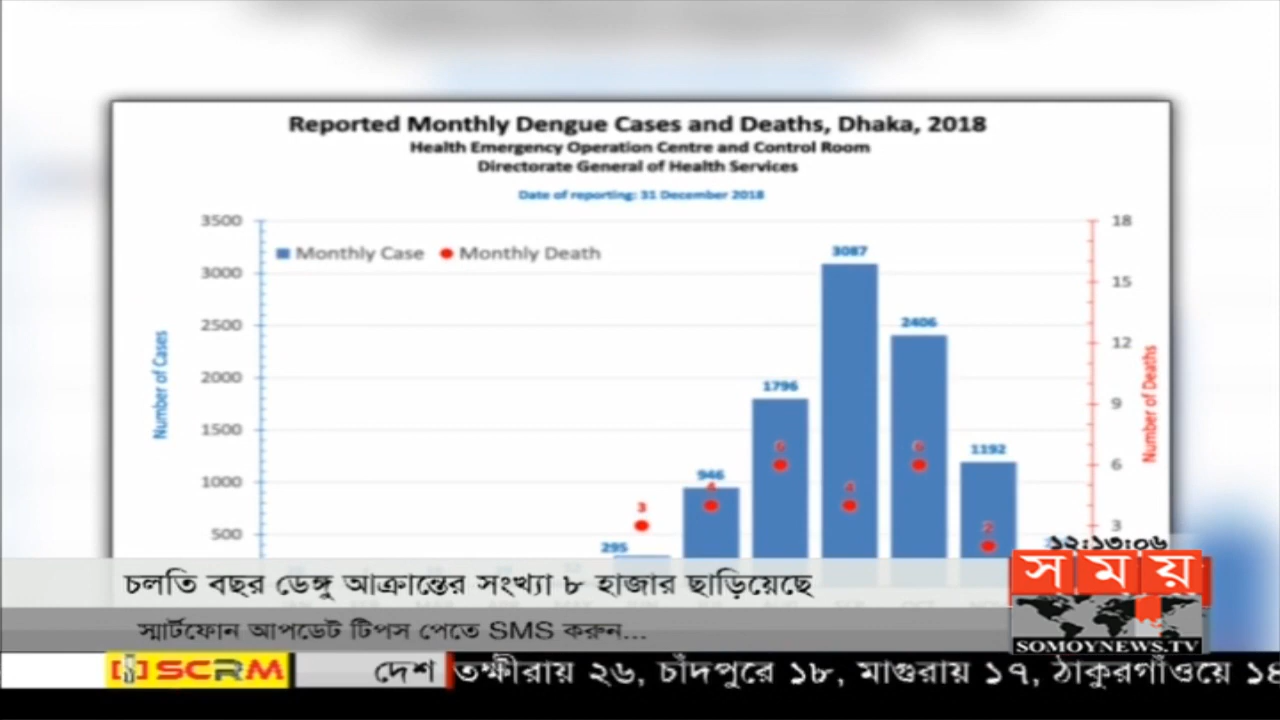 Reported Monthly Dengue Cases and Deaths, Dhaka, 2018
Health Emergency Operation Centre and Control Room
Directorate General of Health Services
Date of reporting: 31 December 2018
3500
18
Monthly Case
Monthly Death
3087
3000
15
2500
2406
12
Number of Cases
Number of Deaths
2000
1796
9
1500
6
6
1192
6
1000
946
4
4
3
2
500
295
3
১২:১৩:০৬
চলতি বছর ডেঙ্গু আক্রান্তের সংখ্যা ৮ হাজার ছাড়িয়েছে
সময়
স্মার্টফোন আপডেট টিপস পেতে SMS করুন...
SOMOYNEWS.TV
SCRM
দেশ
তক্ষীরায় ২৬, চাঁদপুরে ১৮, মাগুরায় ১৭, ঠাকুরগাঁওয়ে ১৪